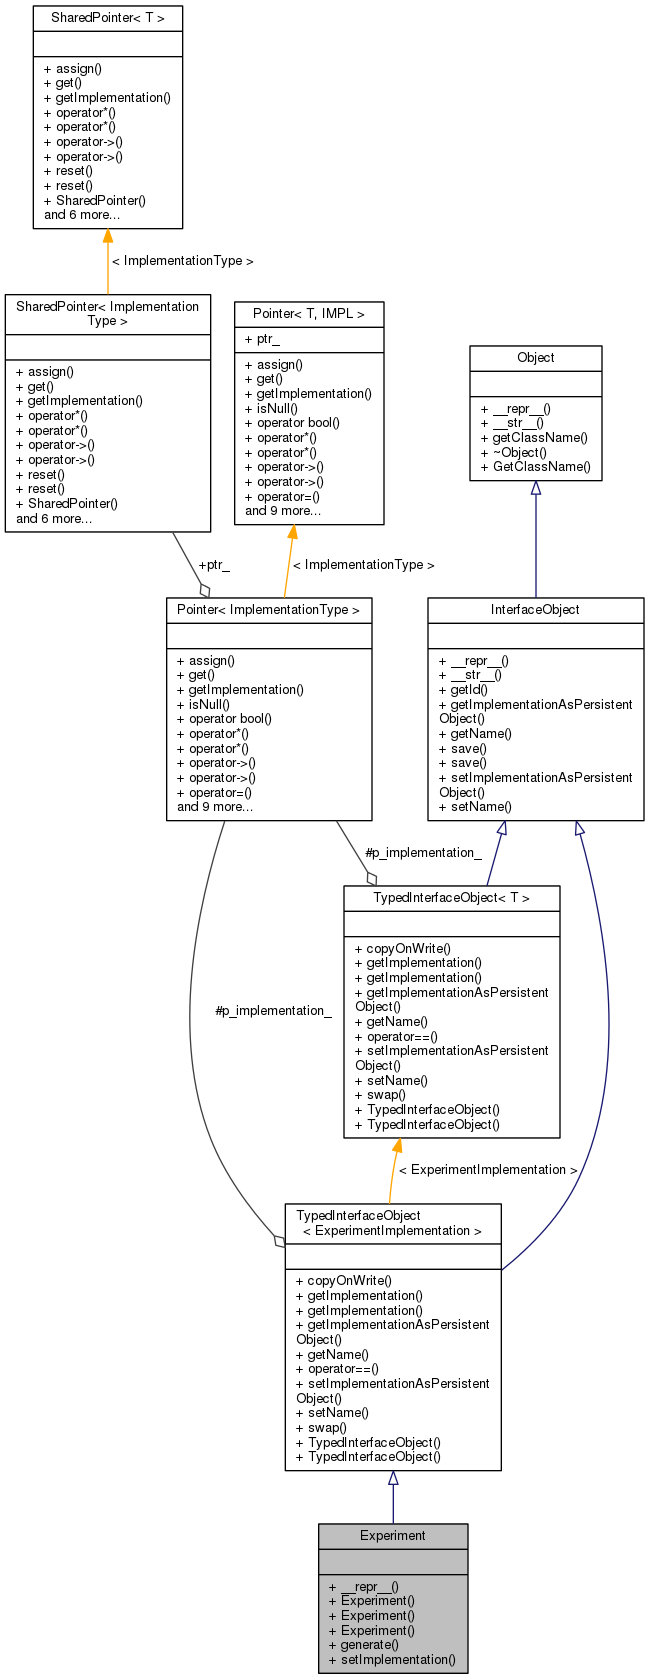 SharedPointer< T >
+ assign()
+ get()
+ getImplementation()
+ operator*()
+ operator*()
+ operator->()
+ operator->()
+ reset()
+ reset()
+ SharedPointer()
and 6 more...
< ImplementationType >
SharedPointer< Implementation
Type >
+ assign()
+ get()
+ getImplementation()
+ operator*()
+ operator*()
+ operator->()
+ operator->()
+ reset()
+ reset()
+ SharedPointer()
and 6 more...
Pointer< T, IMPL >
+ ptr_
+ assign()
+ get()
+ getImplementation()
+ isNull()
+ operator bool()
+ operator*()
+ operator*()
+ operator->()
+ operator->()
+ operator=()
and 9 more...
Object
+ __repr__()
+ __str__()
+ getClassName()
+ ~Object()
+ GetClassName()
+ptr_
< ImplementationType >
Pointer< ImplementationType >
+ assign()
+ get()
+ getImplementation()
+ isNull()
+ operator bool()
+ operator*()
+ operator*()
+ operator->()
+ operator->()
+ operator=()
and 9 more...
InterfaceObject
+ __repr__()
+ __str__()
+ getId()
+ getImplementationAsPersistent
Object()
+ getName()
+ save()
+ save()
+ setImplementationAsPersistent
Object()
+ setName()
#p_implementation_
TypedInterfaceObject< T >
+ copyOnWrite()
+ getImplementation()
+ getImplementation()
+ getImplementationAsPersistent
Object()
+ getName()
+ operator==()
+ setImplementationAsPersistent
Object()
+ setName()
+ swap()
+ TypedInterfaceObject()
+ TypedInterfaceObject()
#p_implementation_
< ExperimentImplementation >
TypedInterfaceObject
< ExperimentImplementation >
+ copyOnWrite()
+ getImplementation()
+ getImplementation()
+ getImplementationAsPersistent
Object()
+ getName()
+ operator==()
+ setImplementationAsPersistent
Object()
+ setName()
+ swap()
+ TypedInterfaceObject()
+ TypedInterfaceObject()
Experiment
+ __repr__()
+ Experiment()
+ Experiment()
+ Experiment()
+ generate()
+ setImplementation()